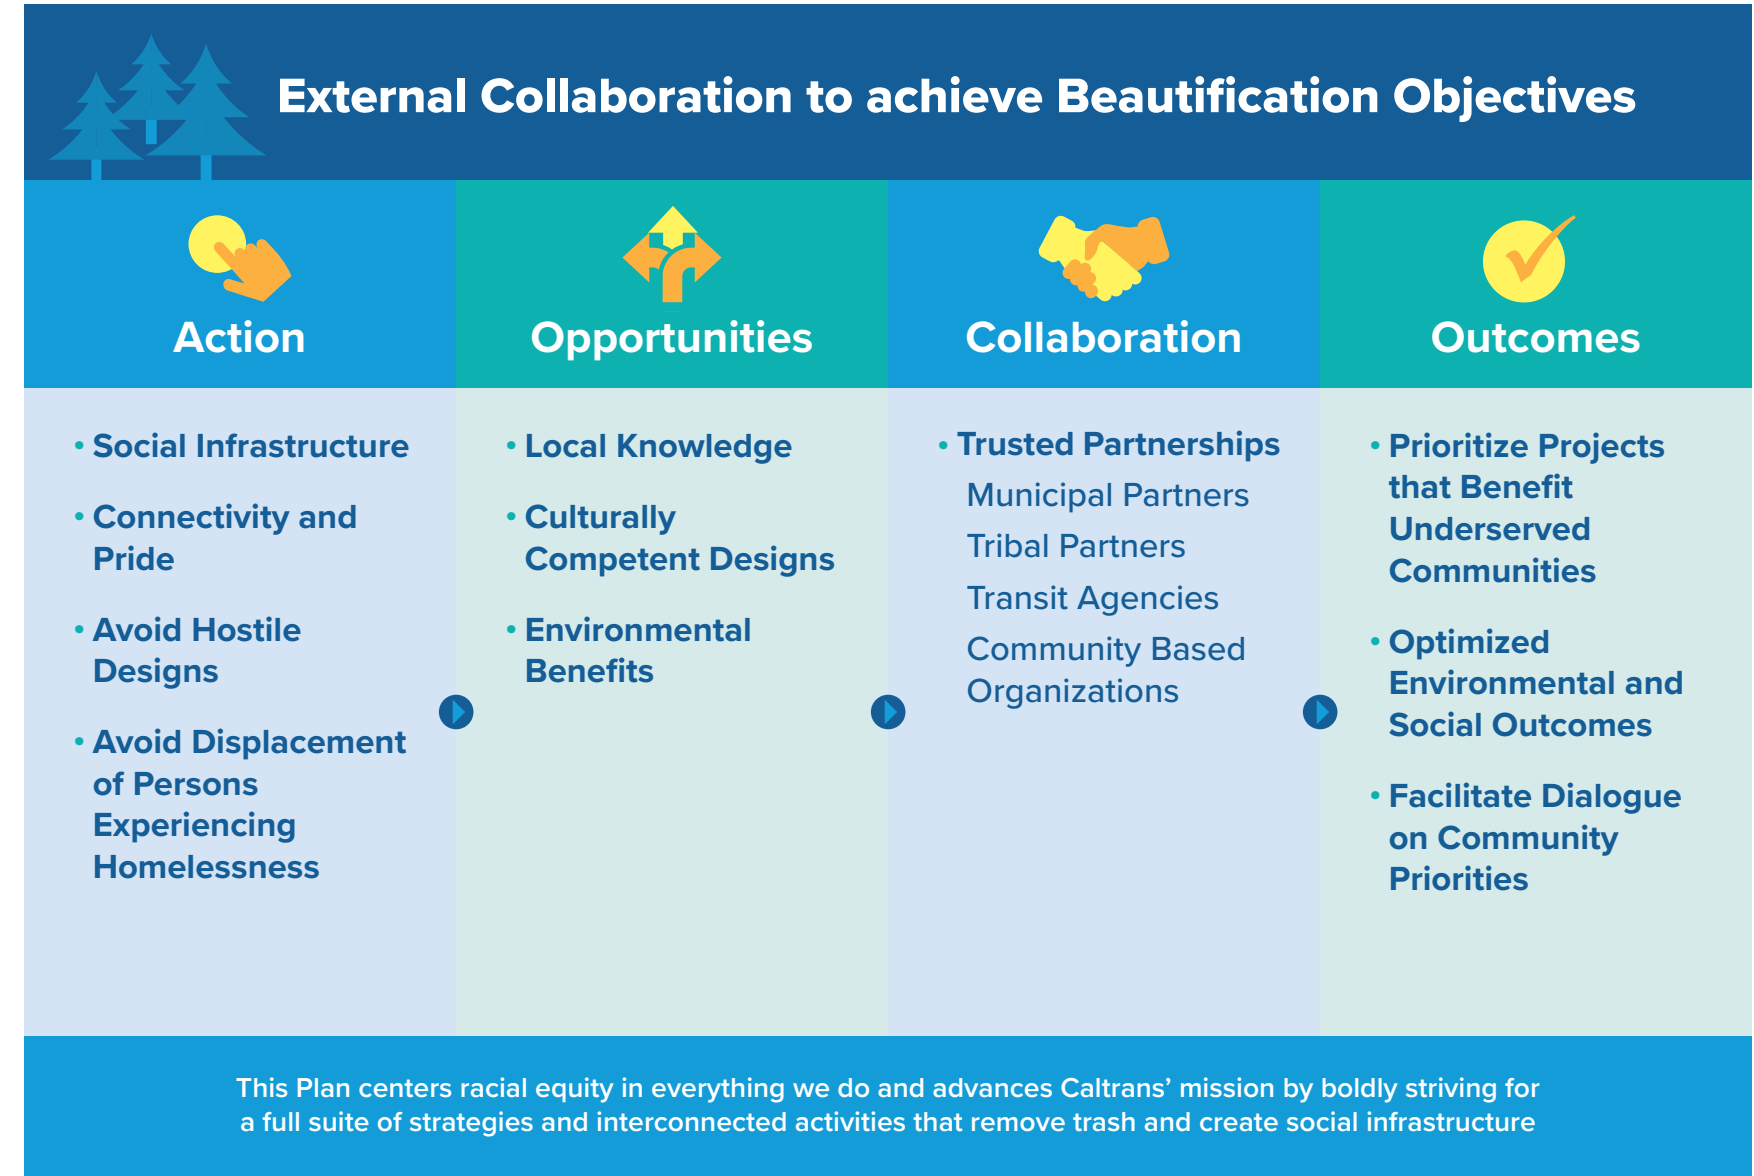 External Collaboration to achieve Beautification Objectives
Action
• Social Infrastructure
• Connectivity and
Pride
• Avoid Hostile
Designs
• Avoid Displacement
of Persons
Experiencing
Homelessness
Opportunities
• Local Knowledge
• Culturally
Competent Designs
• Environmental
Benefits
Collaboration
• Trusted Partnerships
Municipal Partners
Tribal Partners
Transit Agencies
Community Based
Organizations
Outcomes
• Prioritize Projects
that Benefit
Underserved
Communities
• Optimized
Environmental and
Social Outcomes
• Facilitate Dialogue
on Community
Priorities
This Plan centers racial equity in everything we do and advances Caltrans’ mission by boldly striving for
a full suite of strategies and interconnected activities that remove trash and create social infrastructure